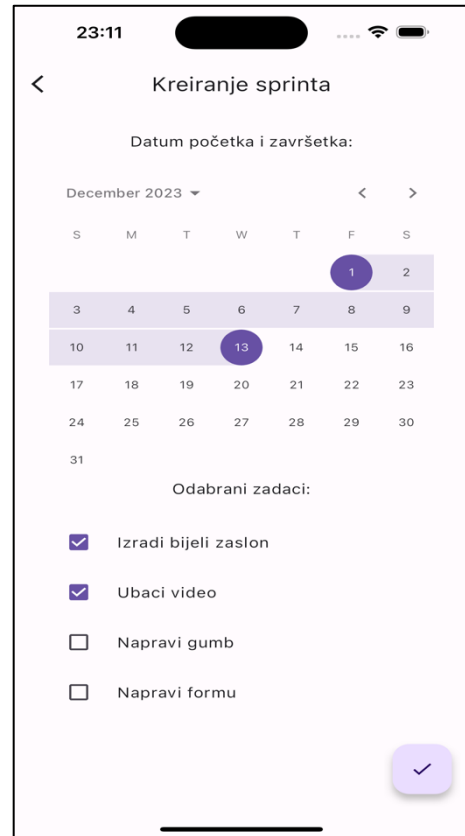 23:11
Kreiranje sprinta
Datum početka i završetka:
December 2023
S M T W T F S
1 2
3 4 5 6 7 8 9
10 11 12 13 14 15 16
17 18 19 20 21 22 23
24 25 26 27 28 29 30
31
Odabrani zadaci:
Izradi bijeli zaslon
Ubaci video
Napravi gumb
Napravi formu